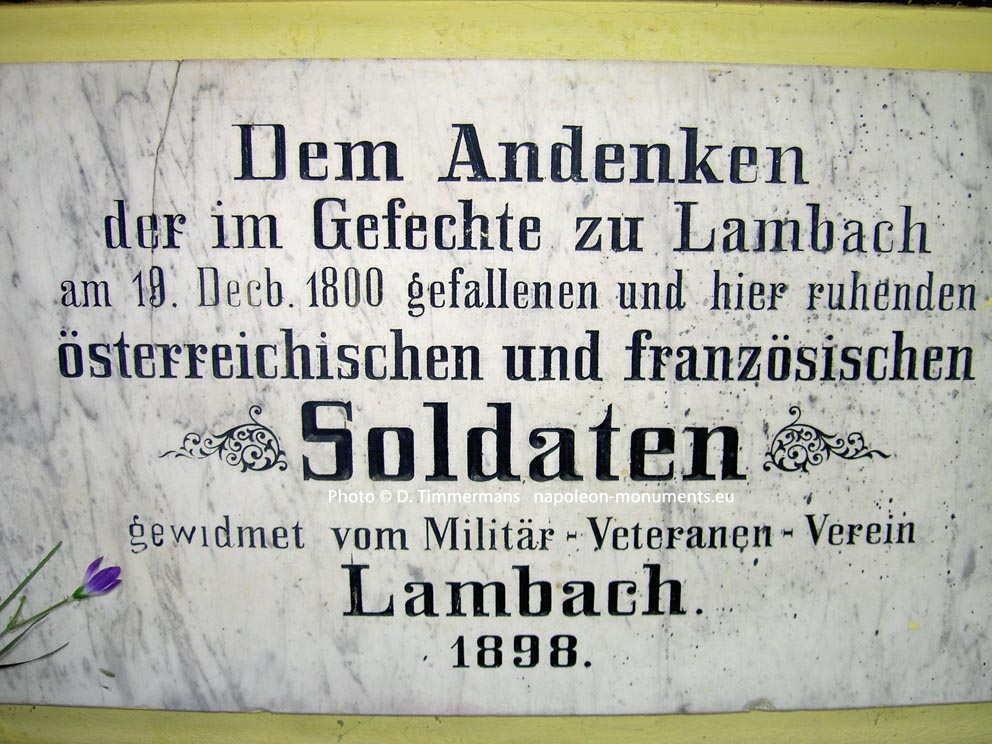 Dem Andenken
der im Gefechte zu Lambach
am 19. Decb. 1800 gefallenen und hier ruhenden
österreichischen und französischen
Soldaten
Photo © D. Timmermans napoleon-monuments.eu
gewidmet vom Militär - Veteranen - Verein
Lambach.
1898.